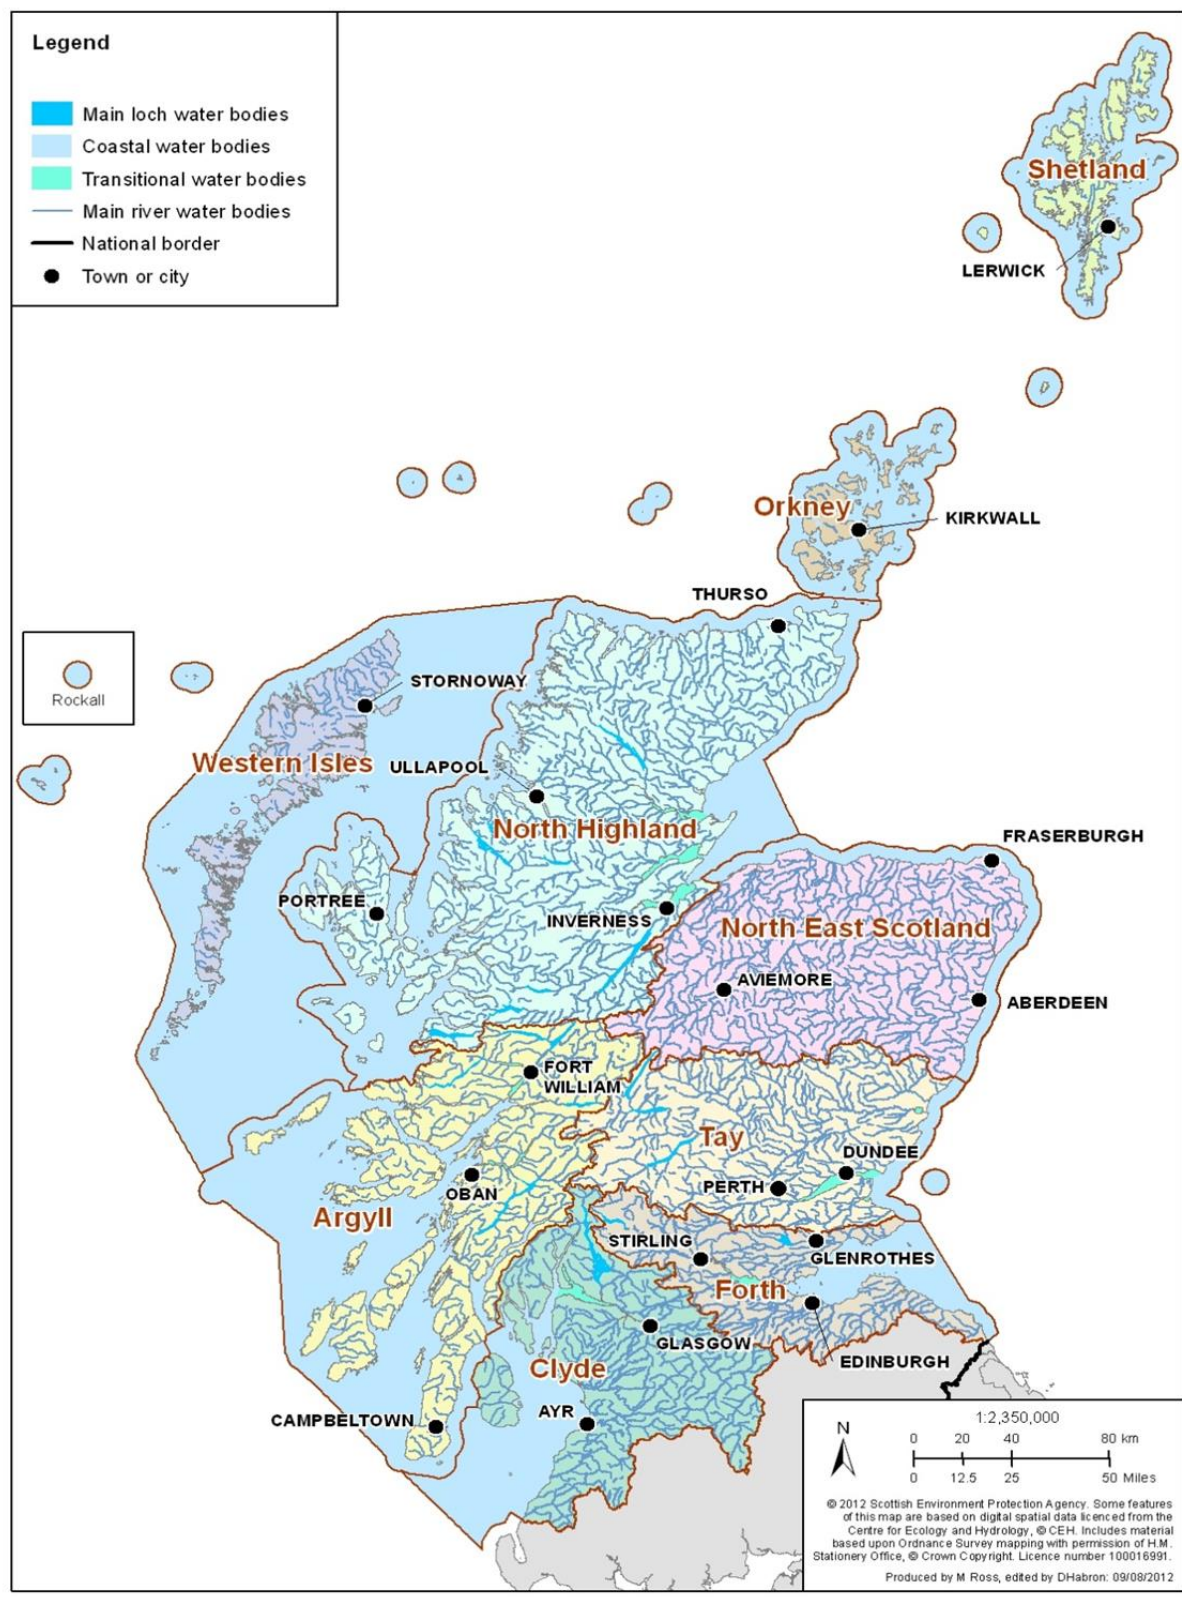 Legend
Main loch water bodies
Coastal water bodies
Transitional water bodies
Main river water bodies
National border
Town or city
Shetland
LERWICK
Orkney
KIRKWALL
THURSO
Rockall
STORNOWAY
Western Isles
ULLAPOOL
North Highland
FRASERBURGH
PORTREE
INVERNESS
North East Scotland
AVIEMORE
ABERDEEN
FORT
WILLIAM
Tay
DUNDEE
PERTH
OBAN
Argyll
STIRLING
GLENROTHES
Forth
GLASGOW
EDINBURGH
Clyde
AYR
CAMPBELTOWN
N
1:2,350,000
0 20 40 80 km
0 12.5 25 50 Miles
© 2012 Scottish Environment Protection Agency. Some features
of this map are based on digital spatial data licenced from the
Centre for Ecology and Hydrology, © CEH. Includes material
based upon Ordnance Survey mapping with permission of H.M.
Stationery Office, © Crown Copyright. Licence number 100016991.
Produced by M Ross, edited by DHabron: 09/08/2012